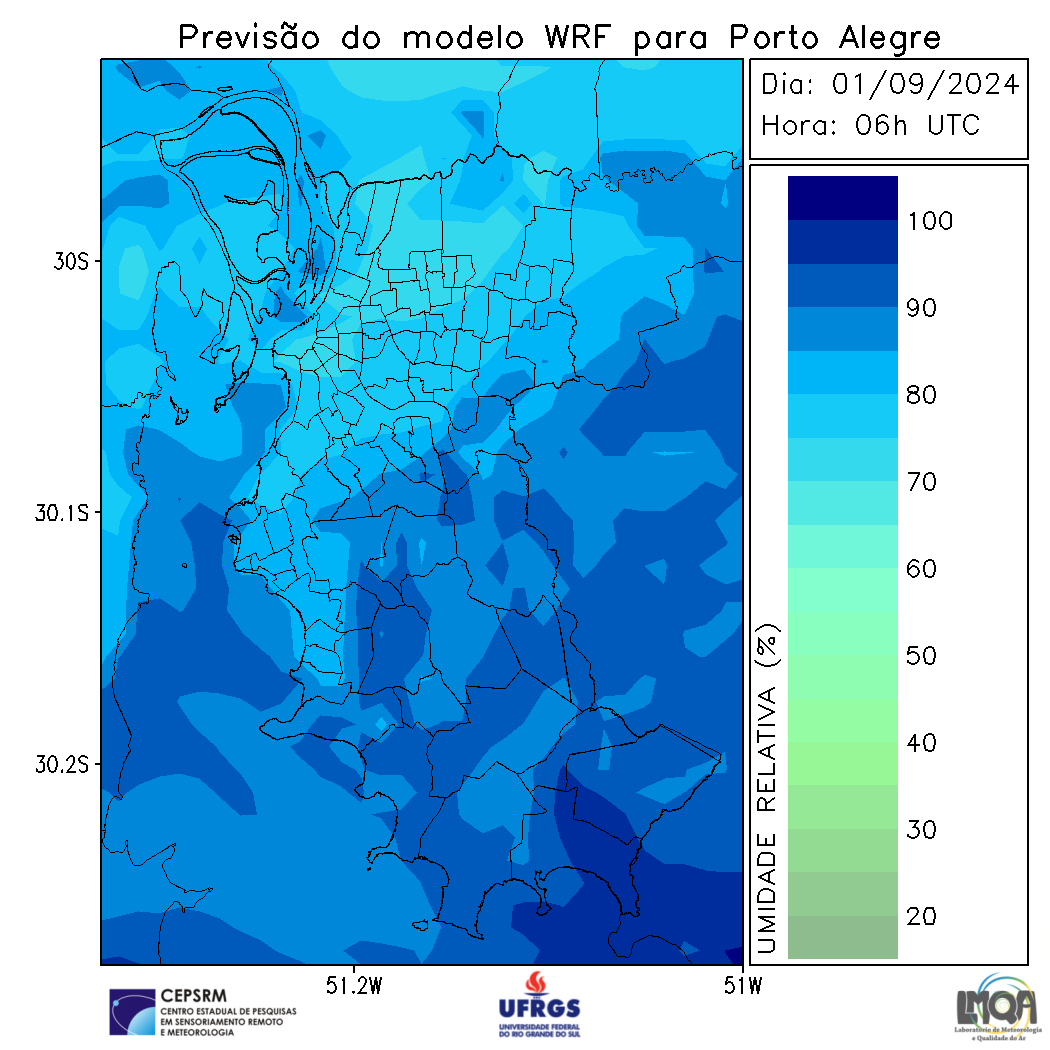 Previsão do modelo WRF para Porto Alegre
Dia: 01/09/2024
Hora: 06h UTC
30S
30.1S
30.2S
51.2W
51W
100
90
80
70
60
50
40
30
20
UMIDADE RELATIVA (%)
CEPSRM
CENTRO ESTADUAL DE PESQUISAS
EM SENSORIAMENTO REMOTO
E METEOROLOGIA
UFRGS
UNIVERSIDADE FEDERAL
DO RIO GRANDE DO SUL
LMQA
Laboratório de Meteorologia
e Qualidade do Ar